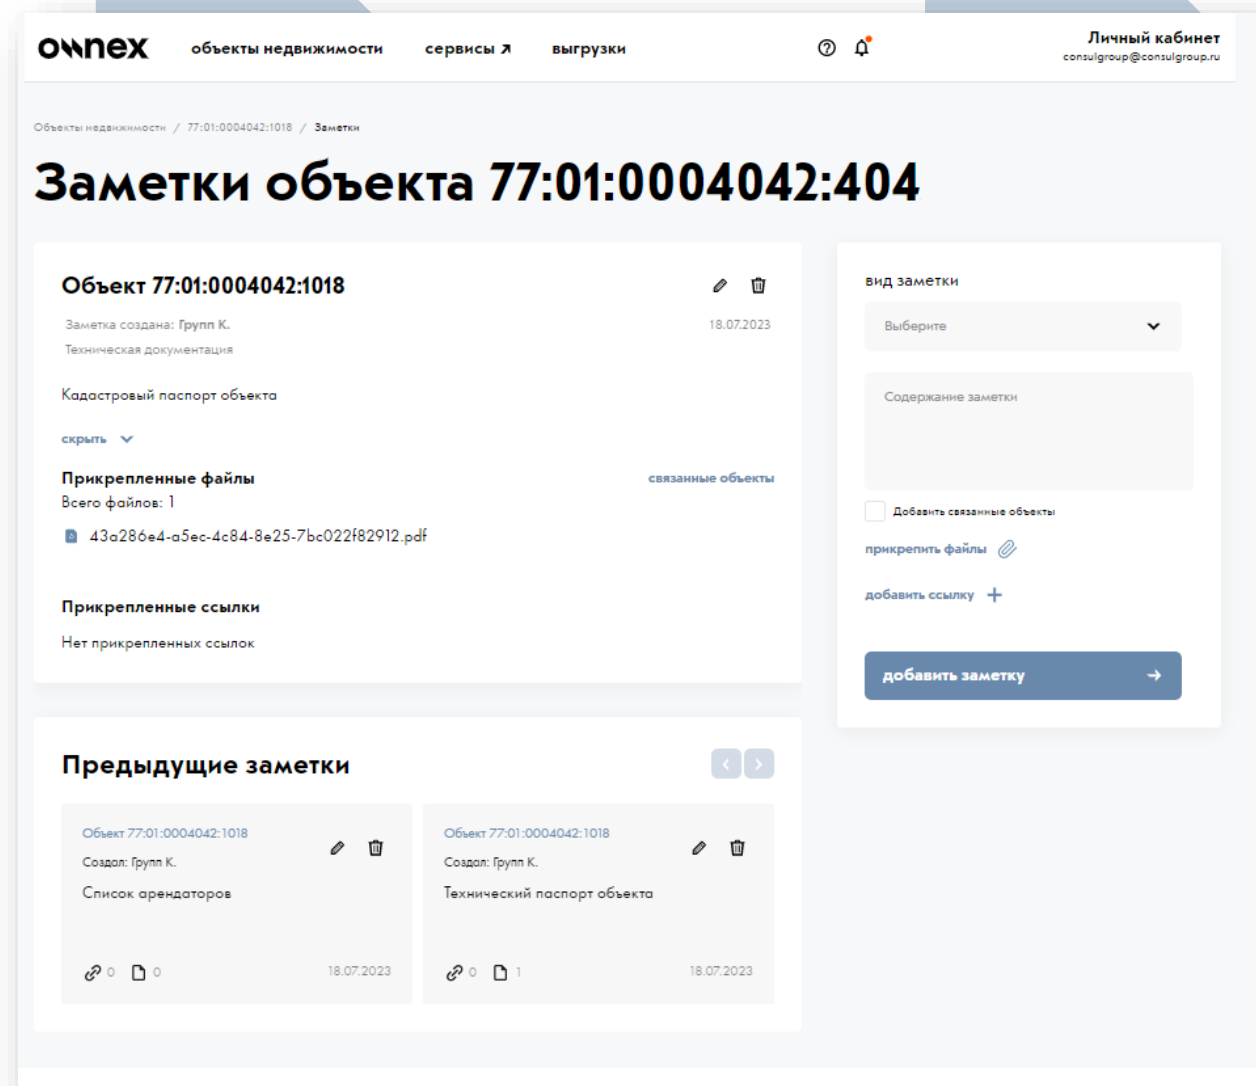 ownex
объекты недвижимости сервисы выгрузки
Личный кабинет
consulgroup@consulgroup.ru
Объекты недвижимости / 77:01:0004042:1018 / Заметки
Заметки объекта 77:01:0004042:404
Объект 77:01:0004042:1018
Заметка создана: Групп К. 18.07.2023
Техническая документация
Кадастровый паспорт объекта
скрыть
Прикрепленные файлы связанные объекты
Всего файлов: 1
43a286e4-a5ec-4c84-8e25-7bc022f82912.pdf
Прикрепленные ссылки
Нет прикрепленных ссылок
вид заметки
Выберите
Содержание заметки
Добавить связанные объекты
прикрепить файлы
добавить ссылку
добавить заметку
Предыдущие заметки
Объект 77:01:0004042:1018
Создал: Групп К.
Список арендаторов
0 0 18.07.2023
Объект 77:01:0004042:1018
Создал: Групп К.
Технический паспорт объекта
0 1 18.07.2023